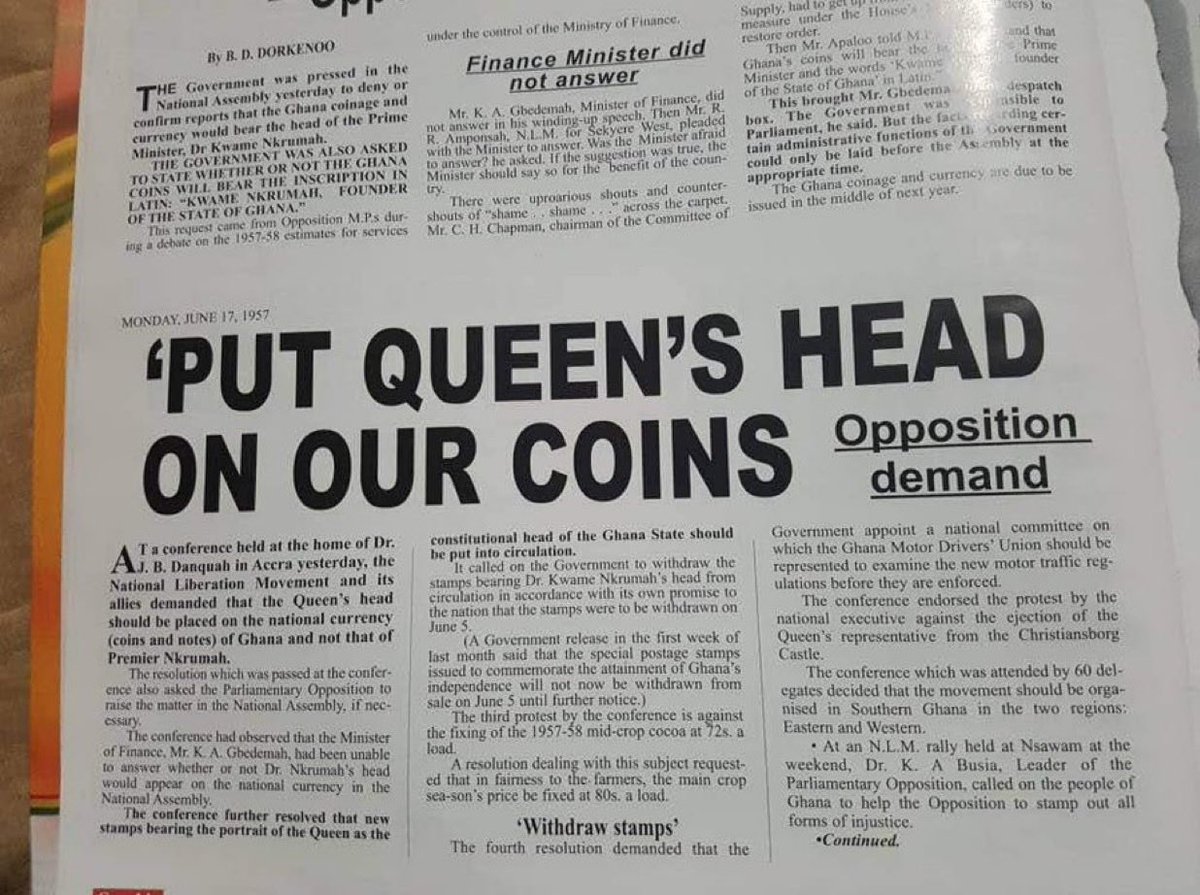 By B. D. DORKENOO
THE Government was pressed in the
National Assembly yesterday to deny or
confirm reports that the Ghana coinage and
currency would bear the head of the Prime
Minister, Dr Kwame Nkrumah.
THE GOVERNMENT WAS ALSO ASKED
TO STATE WHETHER OR NOT THE GHANA
COINS WILL BEAR THE INSCRIPTION IN
LATIN: “KWAME NKRUMAH, FOUNDER
OF THE STATE OF GHANA.”
This request came from Opposition M.P.s dur-
ing a debate on the 1957-58 estimates for services
under the control of the Ministry of Finance.
Finance Minister did
not answer
Mr. K. A. Gbedemah, Minister of Finance, did
not answer in his winding-up speech. Then Mr. R.
R. Amponsah, N.L.M. for Sekyere West, pleaded
with the Minister to answer. Was the Minister afraid
to answer? he asked. If the suggestion was true, the
Minister should say so for the benefit of the coun-
try.
There were uproarious shouts and counter-
shouts of “shame . . shame . . .” across the carpet.
Mr. C. H. Chapman, chairman of the Committee of
Supply, had to get up
measure under the House's ders) to
restore order.
Then Mr. Apaloo told M. and that
Ghana's coins will bear the Prime
Minister and the words ‘Kwame founder
of the State of Ghana’ in Latin.”
This brought Mr. Gbedema despatch
box. The Government was nsible to
Parliament, he said. But the fac rding cer-
tain administrative functions of th Government
could only be laid before the Assembly at the
appropriate time.
The Ghana coinage and currency are due to be
issued in the middle of next year.
MONDAY, JUNE 17, 1957
‘PUT QUEEN’S HEAD
ON OUR COINS
Opposition
demand
AT a conference held at the home of Dr.
J. B. Danquah in Accra yesterday, the
National Liberation Movement and its
allies demanded that the Queen's head
should be placed on the national currency
(coins and notes) of Ghana and not that of
Premier Nkrumah.
The resolution which was passed at the confer-
ence also asked the Parliamentary Opposition to
raise the matter in the National Assembly, if nec-
essary.
The conference had observed that the Minister
of Finance, Mr. K. A. Gbedemah, had been unable
to answer whether or not Dr. Nkrumah's head
would appear on the national currency in the
National Assembly.
The conference further resolved that new
stamps bearing the portrait of the Queen as the
constitutional head of the Ghana State should
be put into circulation.
It called on the Government to withdraw the
stamps bearing Dr. Kwame Nkrumah's head from
circulation in accordance with its own promise to
the nation that the stamps were to be withdrawn on
June 5.
(A Government release in the first week of
last month said that the special postage stamps
issued to commemorate the attainment of Ghana's
independence will not now be withdrawn from
sale on June 5 until further notice.)
The third protest by the conference is against
the fixing of the 1957-58 mid-crop cocoa at 72s. a
load.
A resolution dealing with this subject request-
ed that in fairness to the farmers, the main crop
sea-son's price be fixed at 80s. a load.
‘Withdraw stamps’
The fourth resolution demanded that the
Government appoint a national committee on
which the Ghana Motor Drivers' Union should be
represented to examine the new motor traffic reg-
ulations before they are enforced.
The conference endorsed the protest by the
national executive against the ejection of the
Queen's representative from the Christiansborg
Castle.
The conference which was attended by 60 del-
egates decided that the movement should be orga-
nised in Southern Ghana in the two regions:
Eastern and Western.
• At an N.L.M. rally held at Nsawam at the
weekend, Dr. K. A Busia, Leader of the
Parliamentary Opposition, called on the people of
Ghana to help the Opposition to stamp out all
forms of injustice.
•Continued.